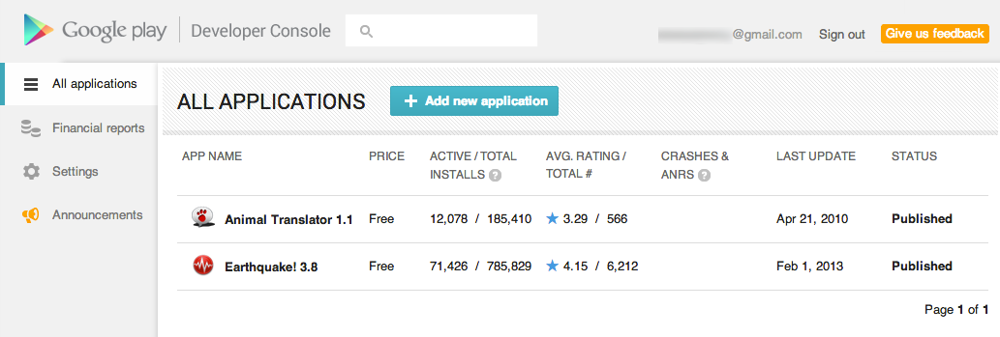 Google play | Developer Console
@gmail.com Sign out Give us feedback
All applications
Financial reports
Settings
Announcements
ALL APPLICATIONS + Add new application
APP NAME PRICE ACTIVE / TOTAL INSTALLS ? AVG. RATING / TOTAL # CRASHES & ANRS ? LAST UPDATE STATUS
Animal Translator 1.1 Free 12,078 / 185,410 ★ 3.29 / 566 Apr 21, 2010 Published
Earthquake! 3.8 Free 71,426 / 785,829 ★ 4.15 / 6,212 Feb 1, 2013 Published
Page 1 of 1